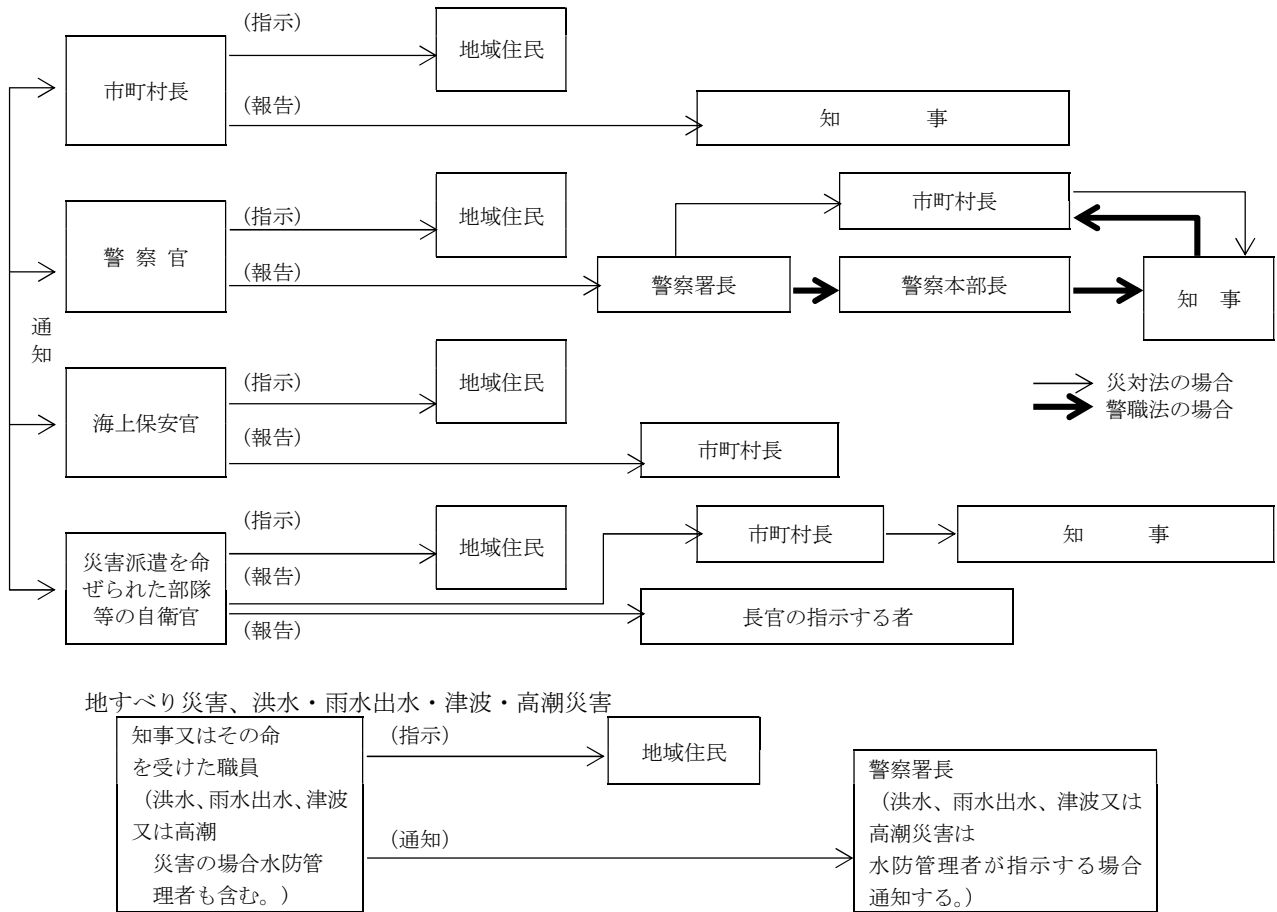 (指示)
地域住民
市町村長
(報告)
知　　　事
(指示)
地域住民
市町村長
警 察 官
(報告)
警察署長
警察本部長
知　事
通
知
(指示)
地域住民
災対法の場合
警職法の場合
海上保安官
(報告)
市町村長
(指示)
地域住民
市町村長
知　　　事
災害派遣を命
ぜられた部隊
等の自衛官
(報告)
長官の指示する者
(報告)
地すべり災害、洪水・雨水出水・津波・高潮災害
知事又はその命
を受けた職員
（洪水、雨水出水、津波
又は高潮
災害の場合水防管
理者も含む。）
(指示)
地域住民
(通知)
警察署長
（洪水、雨水出水、津波又は
高潮災害は
水防管理者が指示する場合
通知する。）